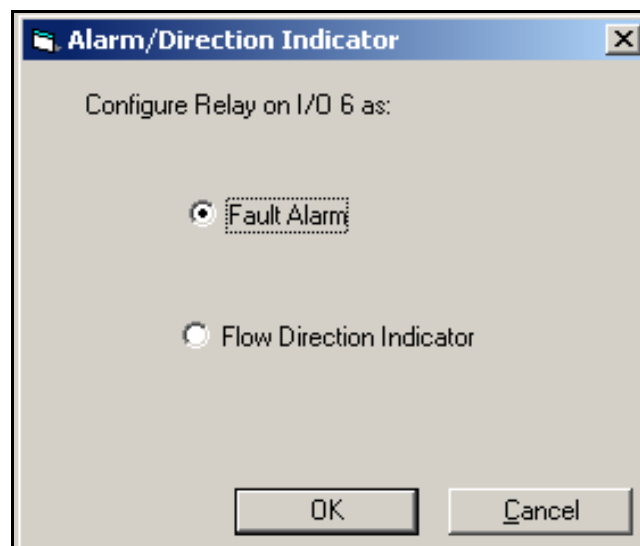 Alarm/Direction Indicator
Configure Relay on I/O 6 as:
Fault Alarm
Flow Direction Indicator
OK Cancel